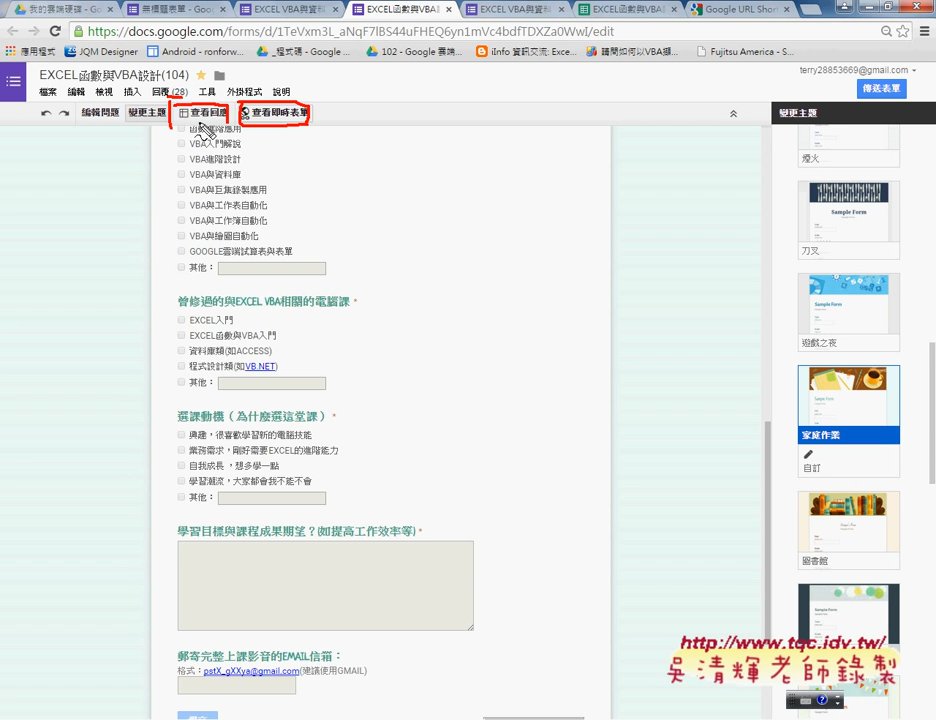 我的雲端硬碟 - Go
無標題表單 - Google
EXCEL VBA與資料
EXCEL函數與VBA
EXCEL VBA與資料
EXCEL函數與VBA
Google URL Short
https://docs.google.com/forms/d/1TeVxm3L_aNqF7lBS44uFHEQ6yn1mVc4bdfTDXZa0WwI/edit
應用程式
JQM Designer
Android - ronforw...
_程式碼 - Google ...
102 - Google 雲端...
iInfo 資訊交流: Exce...
請問如何以VBA擷...
Fujitsu America - S...
EXCEL函數與VBA設計(104)
terry28853669@gmail.com
檔案 編輯 檢視 插入 回覆 (28) 工具 外掛程式 說明
傳送表單
編輯問題 變更主題 查看回應 查看即時表單
變更主題
函數進階應用
VBA入門解說
VBA進階設計
VBA與資料庫
VBA與巨集錄製應用
VBA與工作表自動化
VBA與工作簿自動化
VBA與繪圖自動化
GOOGLE雲端試算表與表單
其他：
曾修過的與EXCEL VBA相關的電腦課 *
EXCEL入門
EXCEL函數與VBA入門
資料庫類(如ACCESS)
程式設計類(如VB.NET)
其他：
選課動機（為什麼選這堂課） *
興趣，很喜歡學習新的電腦技能
業務需求，剛好需要EXCEL的進階能力
自我成長，想多學一點
學習潮流，大家都會我不能不會
其他：
學習目標與課程成果期望？(如提高工作效率等) *
郵寄完整上課影音的EMAIL信箱：
格式：pstX_gXXya@gmail.com(建議使用GMAIL)
煙火
Sample Form
刀叉
Sample Form
遊戲之夜
Sample Form
家庭作業
自訂
圖書館
http://www.tqc.idv.tw/
吳清輝老師錄製